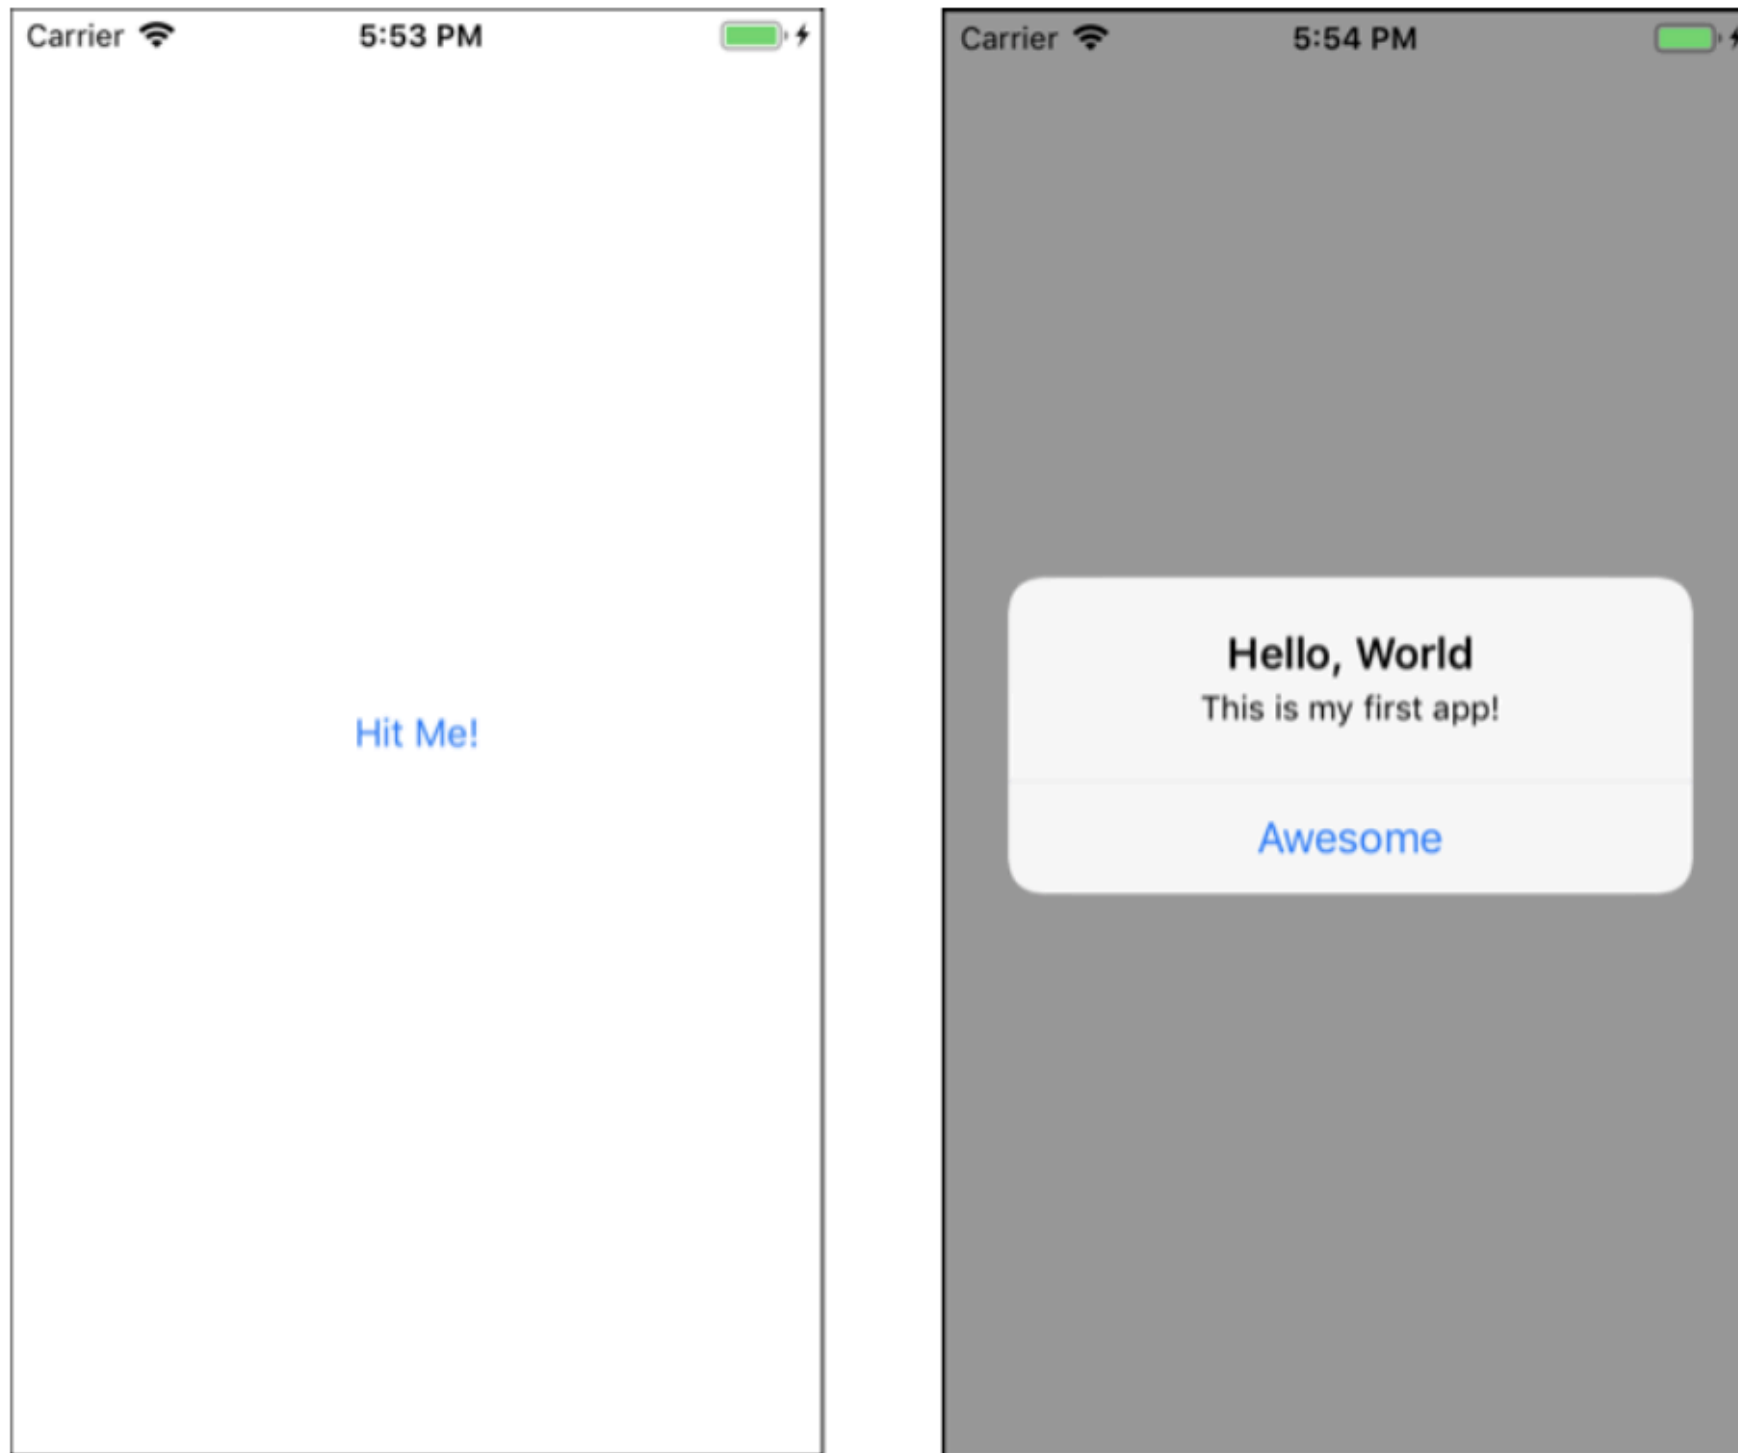 Carrier 5:53 PM
Hit Me!
Carrier 5:54 PM
Hello, World
This is my first app!
Awesome